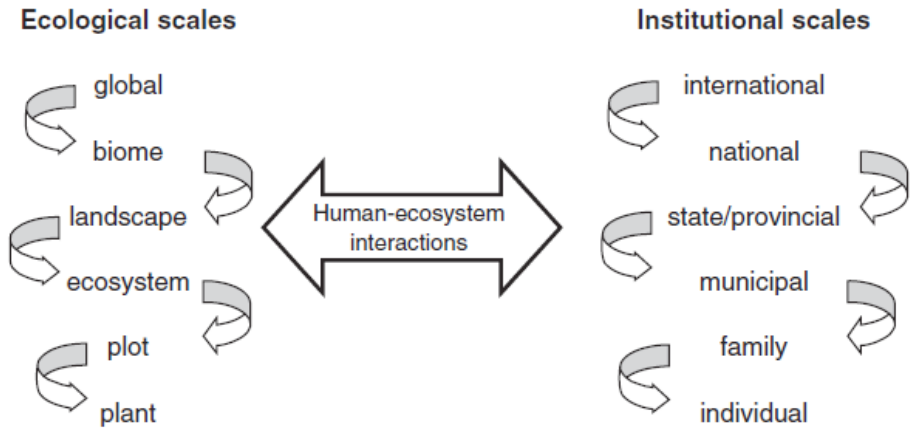 Ecological scales
Institutional scales
global
international
biome
national
landscape
state/provincial
Human-ecosystem
interactions
ecosystem
municipal
plot
family
plant
individual